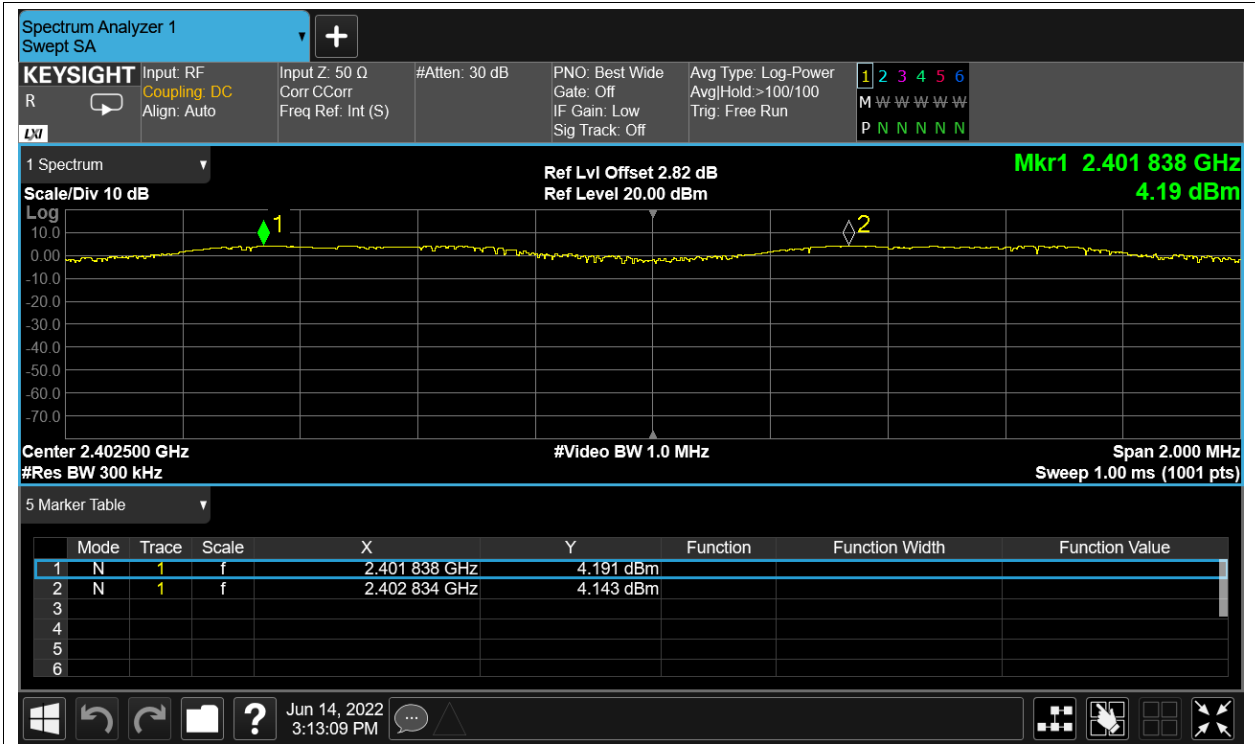 Spectrum Analyzer 1
Swept SA
KEYSIGHT Input: RF Input Z: 50 Ω #Atten: 30 dB PNO: Best Wide Avg Type: Log-Power 1 2 3 4 5 6
R Coupling: DC Corr CCorr Gate: Off Avg|Hold:>100/100 M W W W W W
Align: Auto Freq Ref: Int (S) IF Gain: Low Trig: Free Run
LXI Sig Track: Off P N N N N N
1 Spectrum Ref Lvl Offset 2.82 dB Mkr1 2.401 838 GHz
Scale/Div 10 dB Ref Level 20.00 dBm 4.19 dBm
Log
1 2
10.0
0.00
-10.0
-20.0
-30.0
-40.0
-50.0
-60.0
-70.0
Center 2.402500 GHz #Video BW 1.0 MHz Span 2.000 MHz
#Res BW 300 kHz Sweep 1.00 ms (1001 pts)
5 Marker Table
Mode Trace Scale X Y Function Function Width Function Value
1 N 1 f 2.401 838 GHz 4.191 dBm
2 N 1 f 2.402 834 GHz 4.143 dBm
3
4
5
6
? Jun 14, 2022
3:13:09 PM